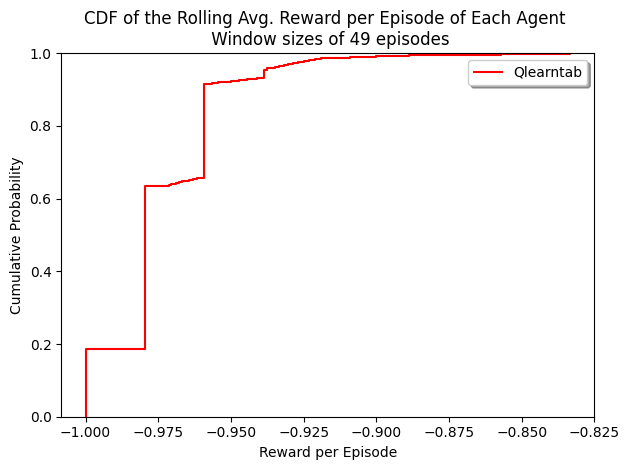 CDF of the Rolling Avg. Reward per Episode of Each Agent
Window sizes of 49 episodes
1.0
0.8
0.6
0.4
0.2
0.0
Cumulative Probability
Qlearntab
−1.000
−0.975
−0.950
−0.925
−0.900
−0.875
−0.850
−0.825
Reward per Episode